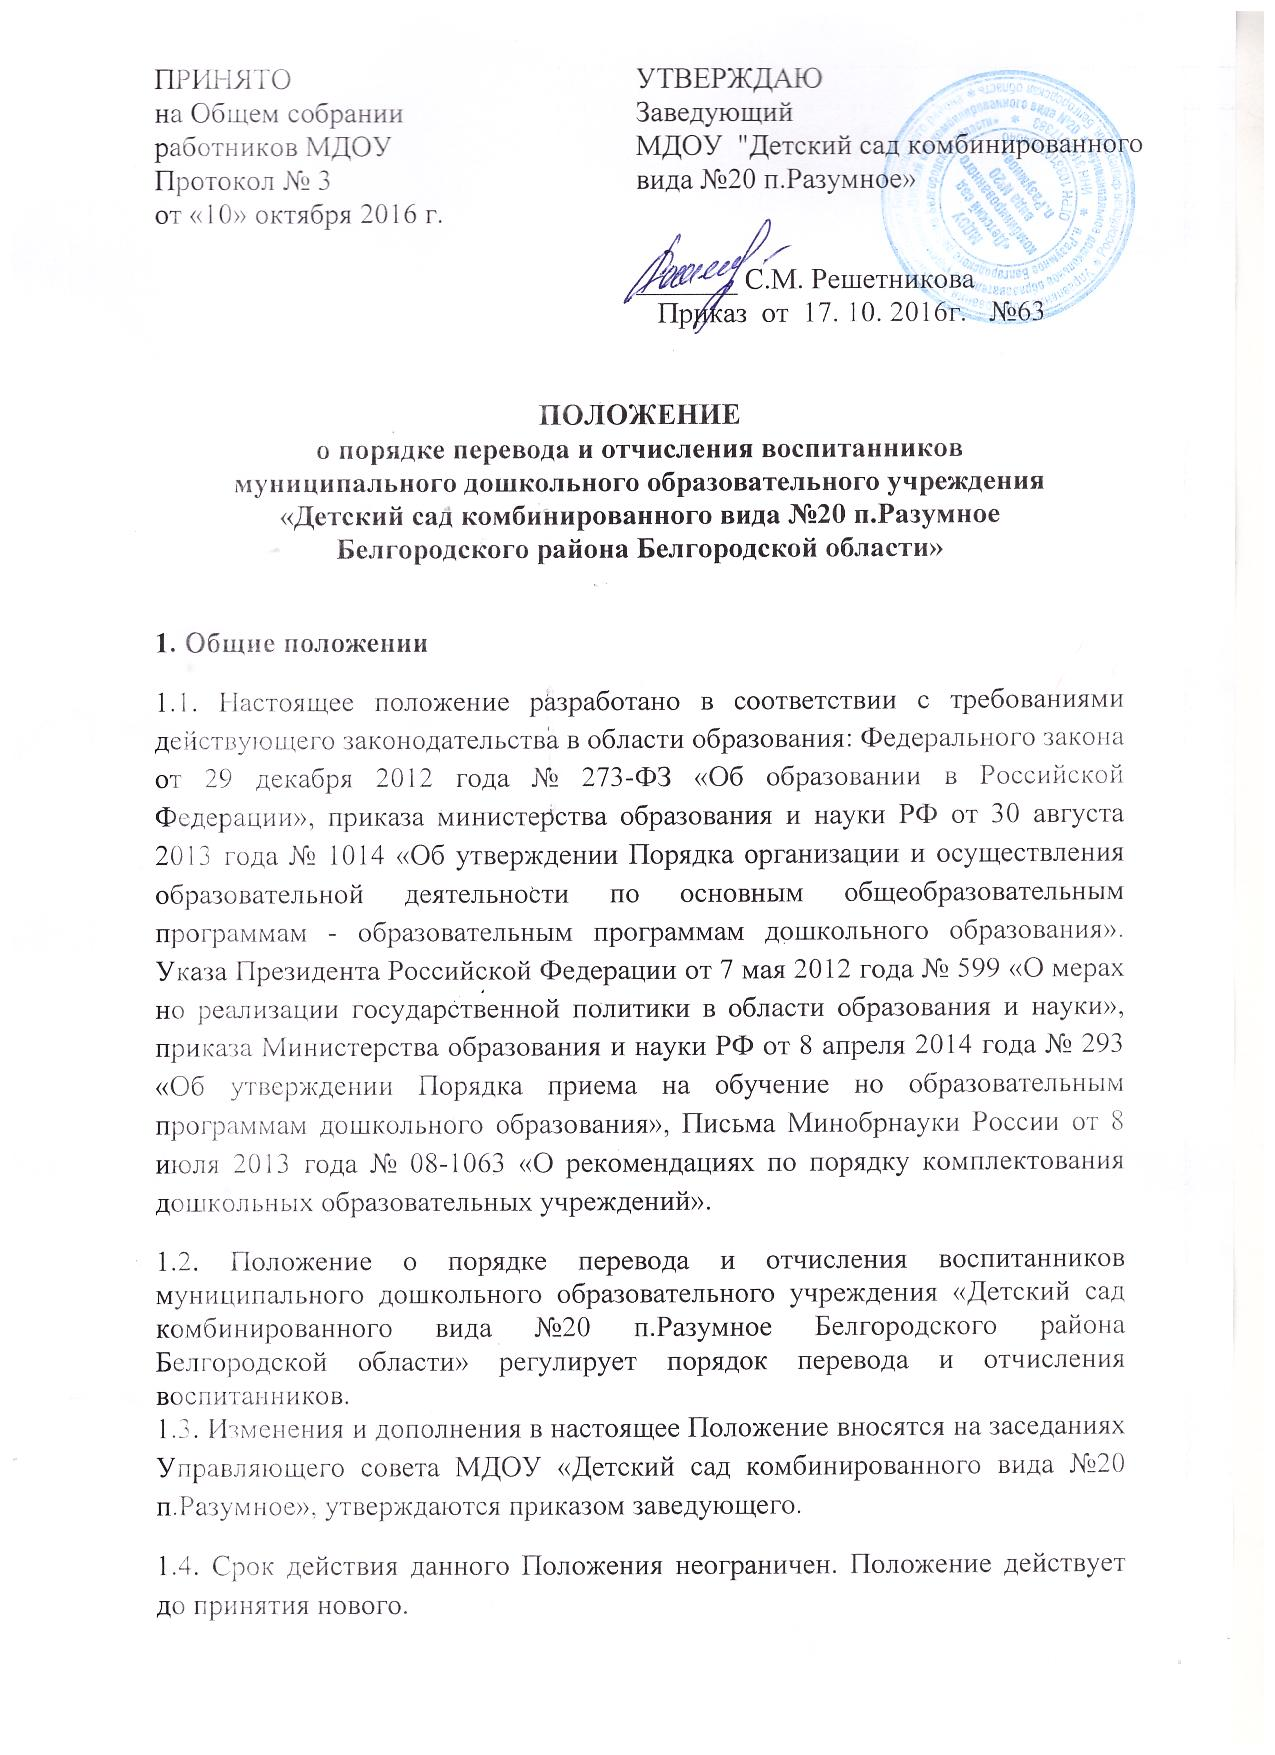 ПРИНЯТО
на Общем собрании
работников МДОУ
Протокол № 3
от «10» октября 2016 г.
УТВЕРЖДАЮ
Заведующий
МДОУ "Детский сад комбинированного
вида №20 п.Разумное»
С.М. Решетникова
Приказ от 17. 10. 2016г. №63
МДОУ
«Детский сад
комбинированного
вида №20
п.Разумное»
ПОЛОЖЕНИЕ
о порядке перевода и отчисления воспитанников
муниципального дошкольного образовательного учреждения
«Детский сад комбинированного вида №20 п.Разумное
Белгородского района Белгородской области»
1. Общие положении
1.1. Настоящее положение разработано в соответствии с требованиями
действующего законодательства в области образования: Федерального закона
от 29 декабря 2012 года № 273-ФЗ «Об образовании в Российской
Федерации», приказа министерства образования и науки РФ от 30 августа
2013 года № 1014 «Об утверждении Порядка организации и осуществления
образовательной деятельности по основным общеобразовательным
программам - образовательным программам дошкольного образования».
Указа Президента Российской Федерации от 7 мая 2012 года № 599 «О мерах
но реализации государственной политики в области образования и науки»,
приказа Министерства образования и науки РФ от 8 апреля 2014 года № 293
«Об утверждении Порядка приема на обучение но образовательным
программам дошкольного образования», Письма Минобрнауки России от 8
июля 2013 года № 08-1063 «О рекомендациях по порядку комплектования
дошкольных образовательных учреждений».
1.2. Положение о порядке перевода и отчисления воспитанников
муниципального дошкольного образовательного учреждения «Детский сад
комбинированного вида №20 п.Разумное Белгородского района
Белгородской области» регулирует порядок перевода и отчисления
воспитанников.
1.3. Изменения и дополнения в настоящее Положение вносятся на заседаниях
Управляющего совета МДОУ «Детский сад комбинированного вида №20
п.Разумное», утверждаются приказом заведующего.
1.4. Срок действия данного Положения неограничен. Положение действует
до принятия нового.